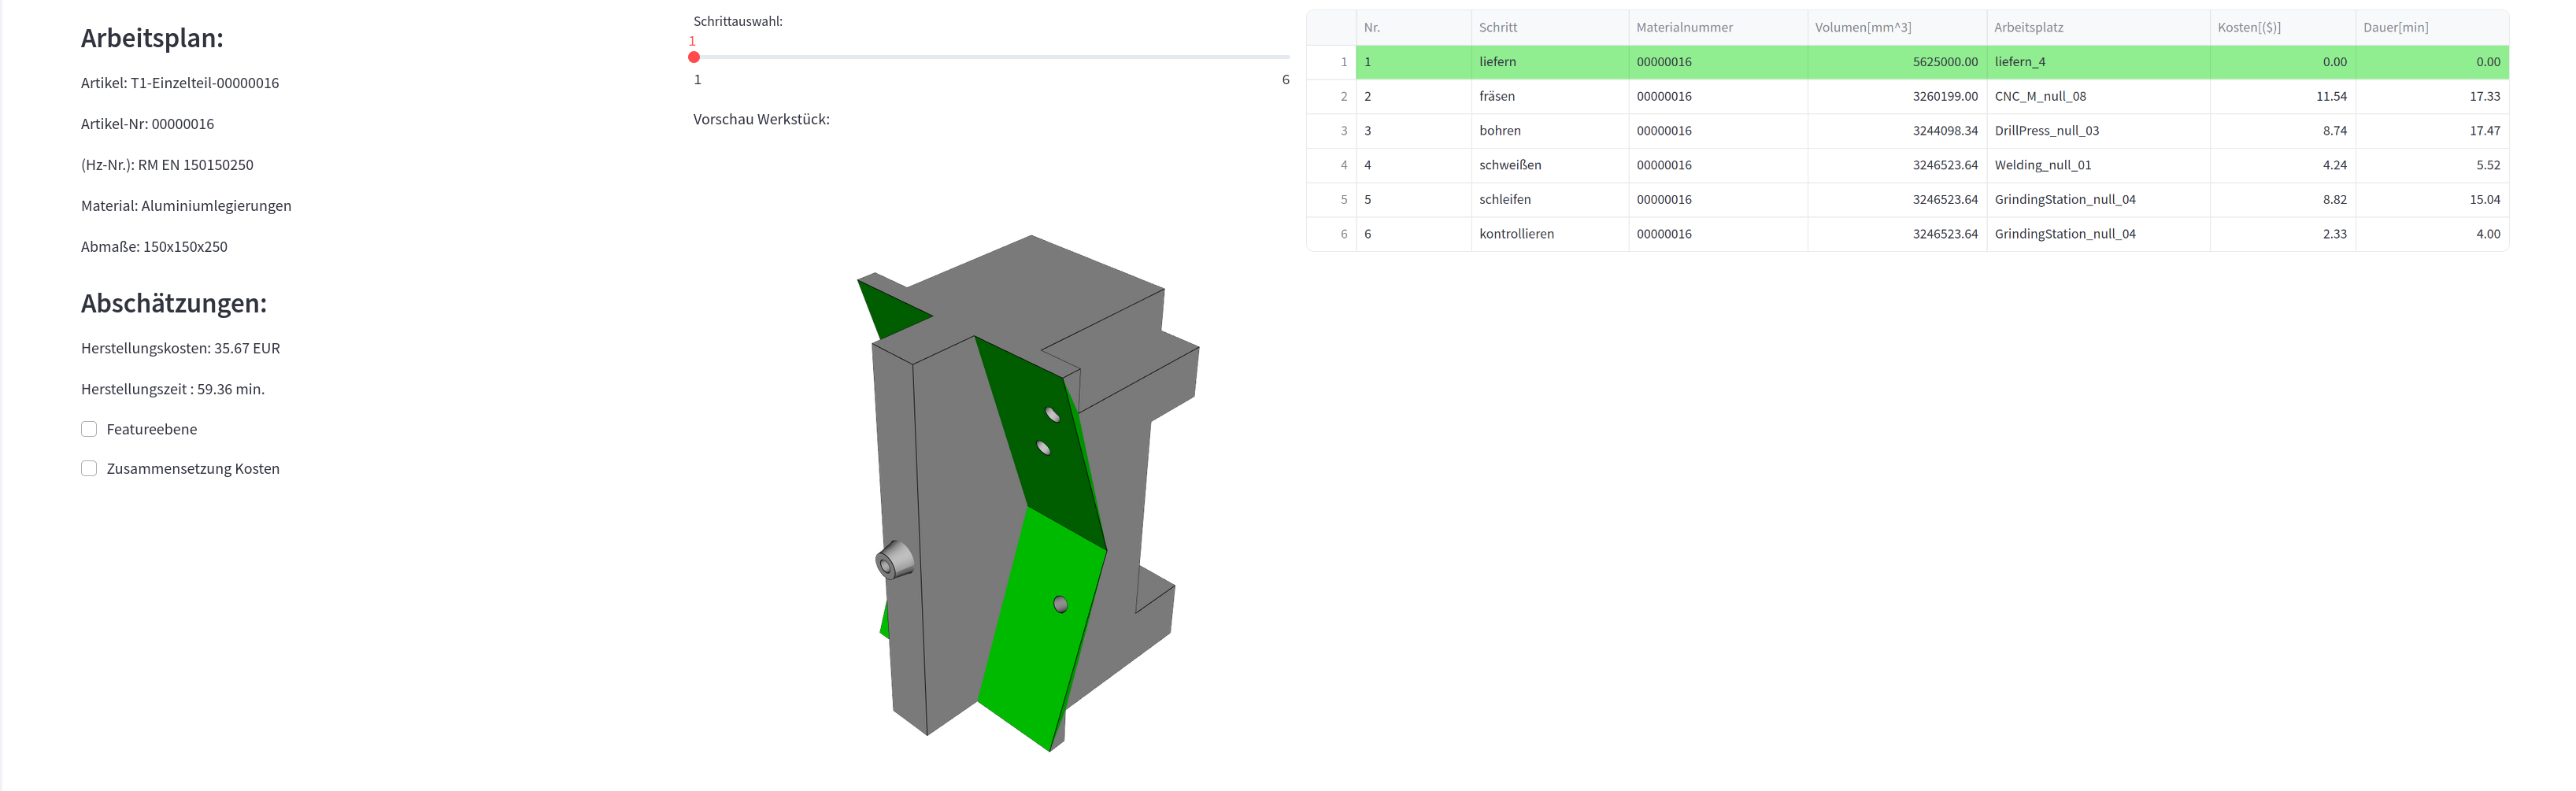 Arbeitsplan:
Artikel: T1-Einzelteil-00000016
Artikel-Nr: 00000016
(Hz-Nr.): RM EN 150150250
Material: Aluminiumlegierungen
Abmaße: 150x150x250
Abschätzungen:
Herstellungskosten: 35.67 EUR
Herstellungszeit : 59.36 min.
Featureebene
Zusammensetzung Kosten
Schrittauswahl:
1
1 6
Vorschau Werkstück:
Nr. Schritt Materialnummer Volumen[mm^3] Arbeitsplatz Kosten[($)] Dauer[min]
1 1 liefern 00000016 5625000.00 liefern_4 0.00 0.00
2 2 fräsen 00000016 3260199.00 CNC_M_null_08 11.54 17.33
3 3 bohren 00000016 3244098.34 DrillPress_null_03 8.74 17.47
4 4 schweißen 00000016 3246523.64 Welding_null_01 4.24 5.52
5 5 schleifen 00000016 3246523.64 GrindingStation_null_04 8.82 15.04
6 6 kontrollieren 00000016 3246523.64 GrindingStation_null_04 2.33 4.00